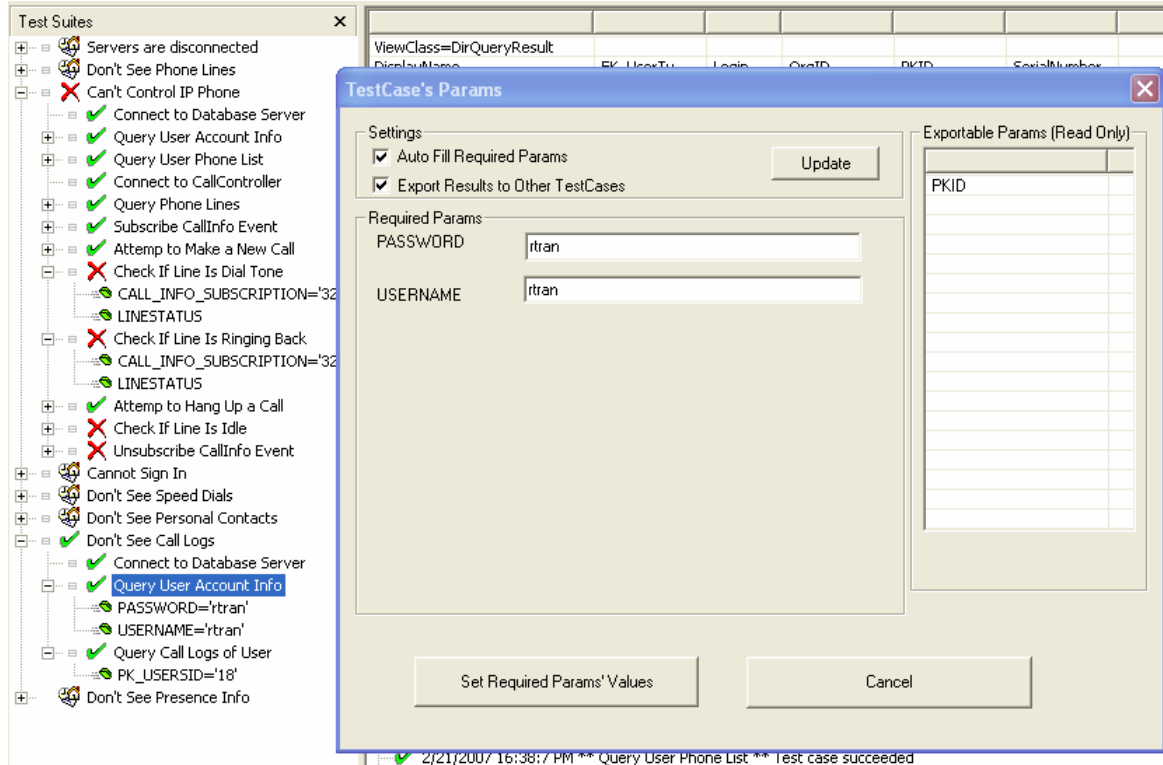 Test Suites
Servers are disconnected
Don't See Phone Lines
Can't Control IP Phone
Connect to Database Server
Query User Account Info
Query User Phone List
Connect to CallController
Query Phone Lines
Subscribe CallInfo Event
Attemp to Make a New Call
Check If Line Is Dial Tone
CALL_INFO_SUBSCRIPTION='32
LINESTATUS
Check If Line Is Ringing Back
CALL_INFO_SUBSCRIPTION='32
LINESTATUS
Attemp to Hang Up a Call
Check If Line Is Idle
Unsubscribe CallInfo Event
Cannot Sign In
Don't See Speed Dials
Don't See Personal Contacts
Don't See Call Logs
Connect to Database Server
Query User Account Info
PASSWORD='rtran'
USERNAME='rtran'
Query Call Logs of User
PK_USERSID='18'
Don't See Presence Info
ViewClass=DirQueryResult
DisplayName FK_UserTy... Login OrgID PKID SerialNumber
TestCase's Params
Settings
Auto Fill Required Params
Export Results to Other TestCases
Update
Required Params
PASSWORD rtran
USERNAME rtran
Exportable Params (Read Only)
PKID
Set Required Params' Values
Cancel
2/21/2007 16:38:7 PM ** Query User Phone List ** Test case succeeded